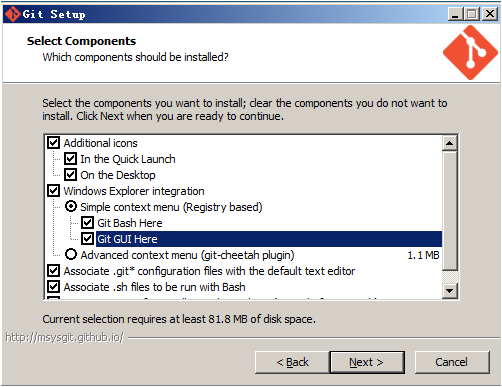 Git Setup
Select Components
Which components should be installed?
Select the components you want to install; clear the components you do not want to
install. Click Next when you are ready to continue.
Additional icons
In the Quick Launch
On the Desktop
Windows Explorer integration
Simple context menu (Registry based)
Git Bash Here
Git GUI Here
Advanced context menu (git-cheetah plugin) 1.1 MB
Associate .git* configuration files with the default text editor
Associate .sh files to be run with Bash
Current selection requires at least 81.8 MB of disk space.
http://msysgit.github.io/
< Back
Next >
Cancel